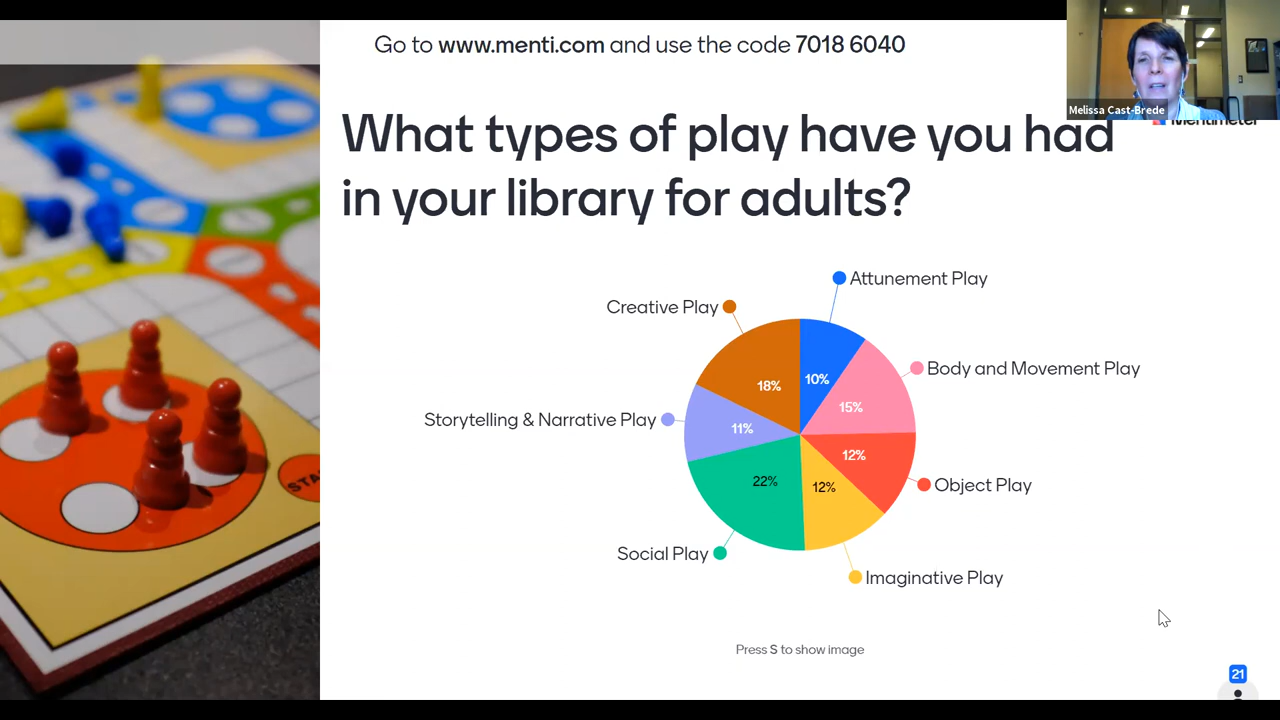 Go to www.menti.com and use the code 7018 6040
Melissa Cast-Brede
Mentimeter
What types of play have you had
in your library for adults?
Attunement Play
Creative Play
Body and Movement Play
10%
18%
15%
Storytelling & Narrative Play
11%
12%
22%
12%
Object Play
Social Play
Imaginative Play
Press S to show image
21
STA